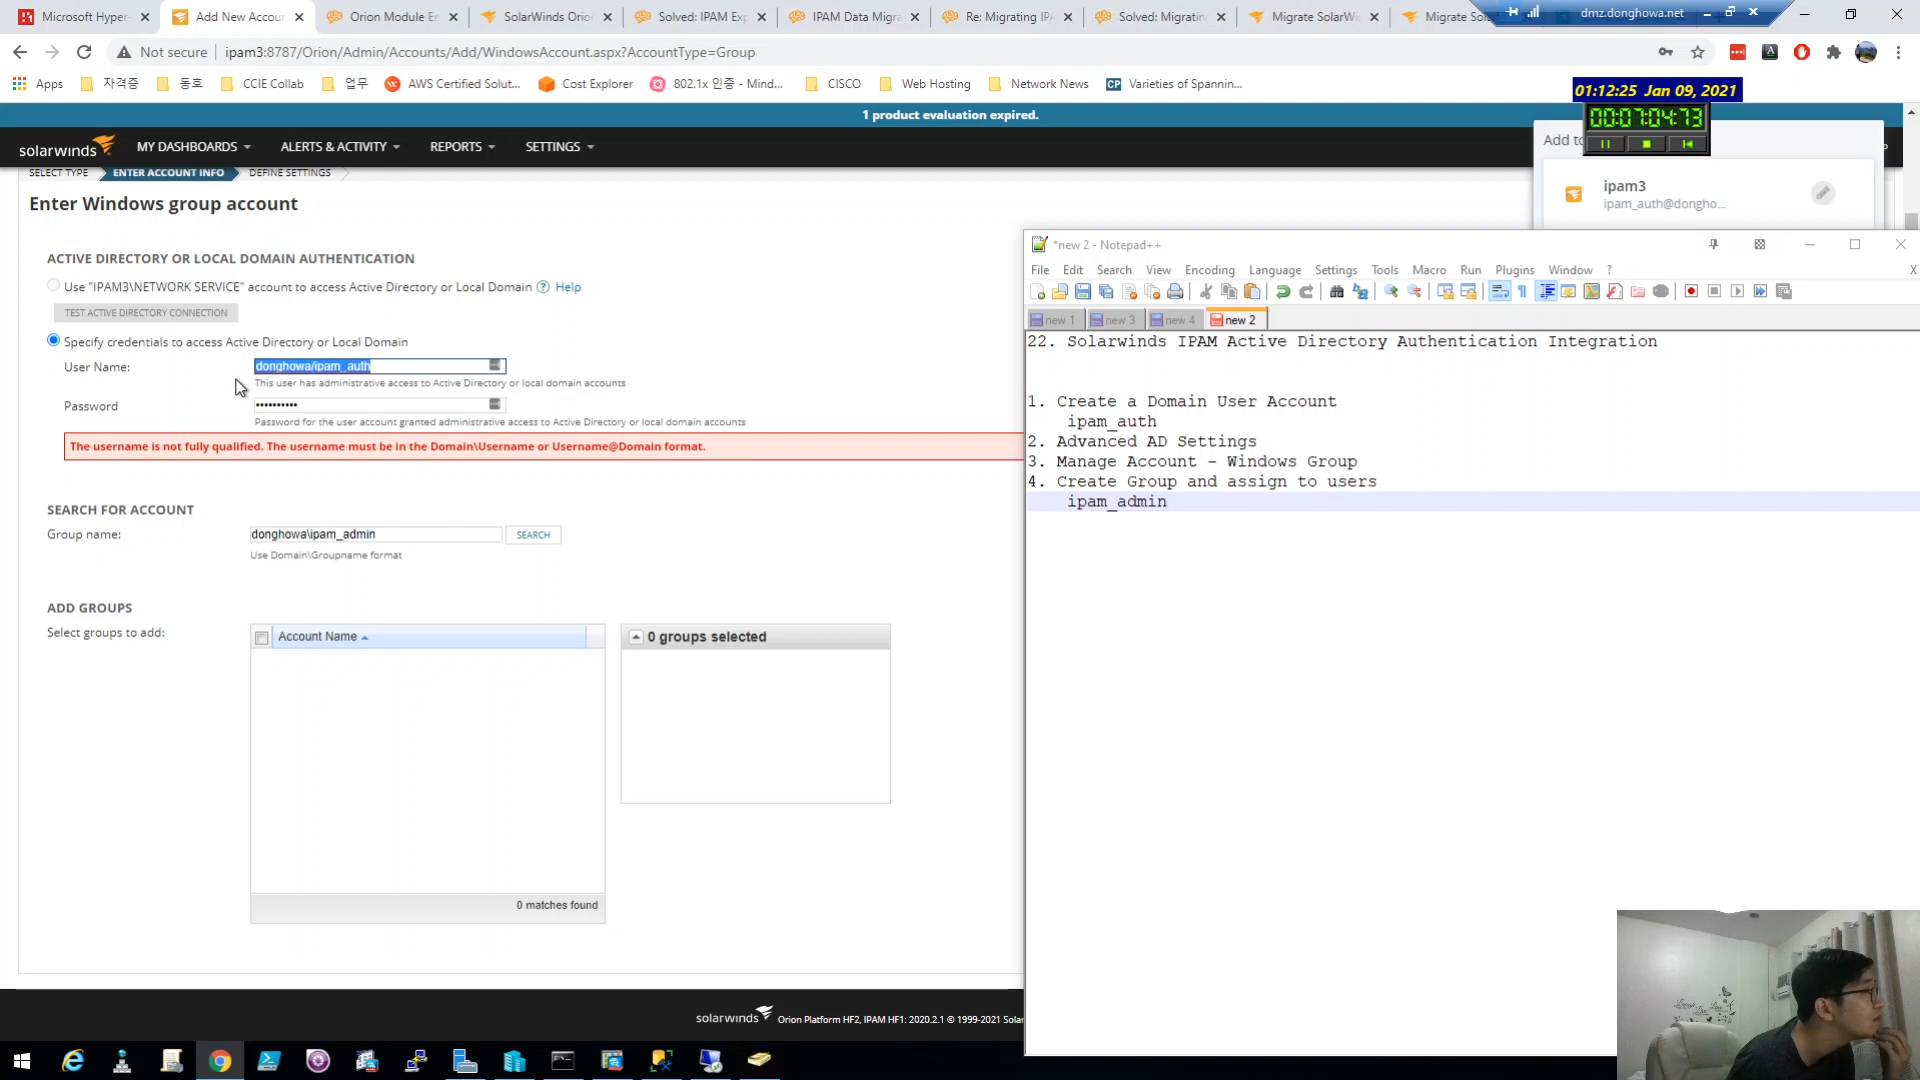 Microsoft Hyper-
Add New Accou
Orion Module En
SolarWinds Orio
Solved: IPAM Exp
IPAM Data Migra
Re: Migrating IPA
Solved: Migratin
Migrate SolarWi
Migrate So
dmz.donghowa.net
Not secure
ipam3:8787/Orion/Admin/Accounts/Add/WindowsAccount.aspx?AccountType=Group
Apps
자격증
동호
CCIE Collab
업무
AWS Certified Solut...
Cost Explorer
802.1x 인증 - Mind...
CISCO
Web Hosting
Network News
CP
Varieties of Spannin...
01:12:25 Jan 09, 2021
00:07:04:73
1 product evaluation expired.
solarwinds
MY DASHBOARDS
ALERTS & ACTIVITY
REPORTS
SETTINGS
Add to
ipam3
ipam_auth@dongho...
SELECT TYPE
ENTER ACCOUNT INFO
DEFINE SETTINGS
Enter Windows group account
ACTIVE DIRECTORY OR LOCAL DOMAIN AUTHENTICATION
Use "IPAM3\NETWORK SERVICE" account to access Active Directory or Local Domain
Help
TEST ACTIVE DIRECTORY CONNECTION
Specify credentials to access Active Directory or Local Domain
User Name:
donghowa/ipam_auth
This user has administrative access to Active Directory or local domain accounts
Password
••••••••••
Password for the user account granted administrative access to Active Directory or local domain accounts
The username is not fully qualified. The username must be in the Domain\Username or Username@Domain format.
SEARCH FOR ACCOUNT
Group name:
donghowa\ipam_admin
SEARCH
Use Domain\Groupname format
ADD GROUPS
Select groups to add:
Account Name
0 groups selected
0 matches found
solarwinds
Orion Platform HF2, IPAM HF1: 2020.2.1 © 1999-2021 Solar
*new 2 - Notepad++
File Edit Search View Encoding Language Settings Tools Macro Run Plugins Window ?
X
new 1
new 3
new 4
new 2
22. Solarwinds IPAM Active Directory Authentication Integration
1. Create a Domain User Account
ipam_auth
2. Advanced AD Settings
3. Manage Account - Windows Group
4. Create Group and assign to users
ipam_admin